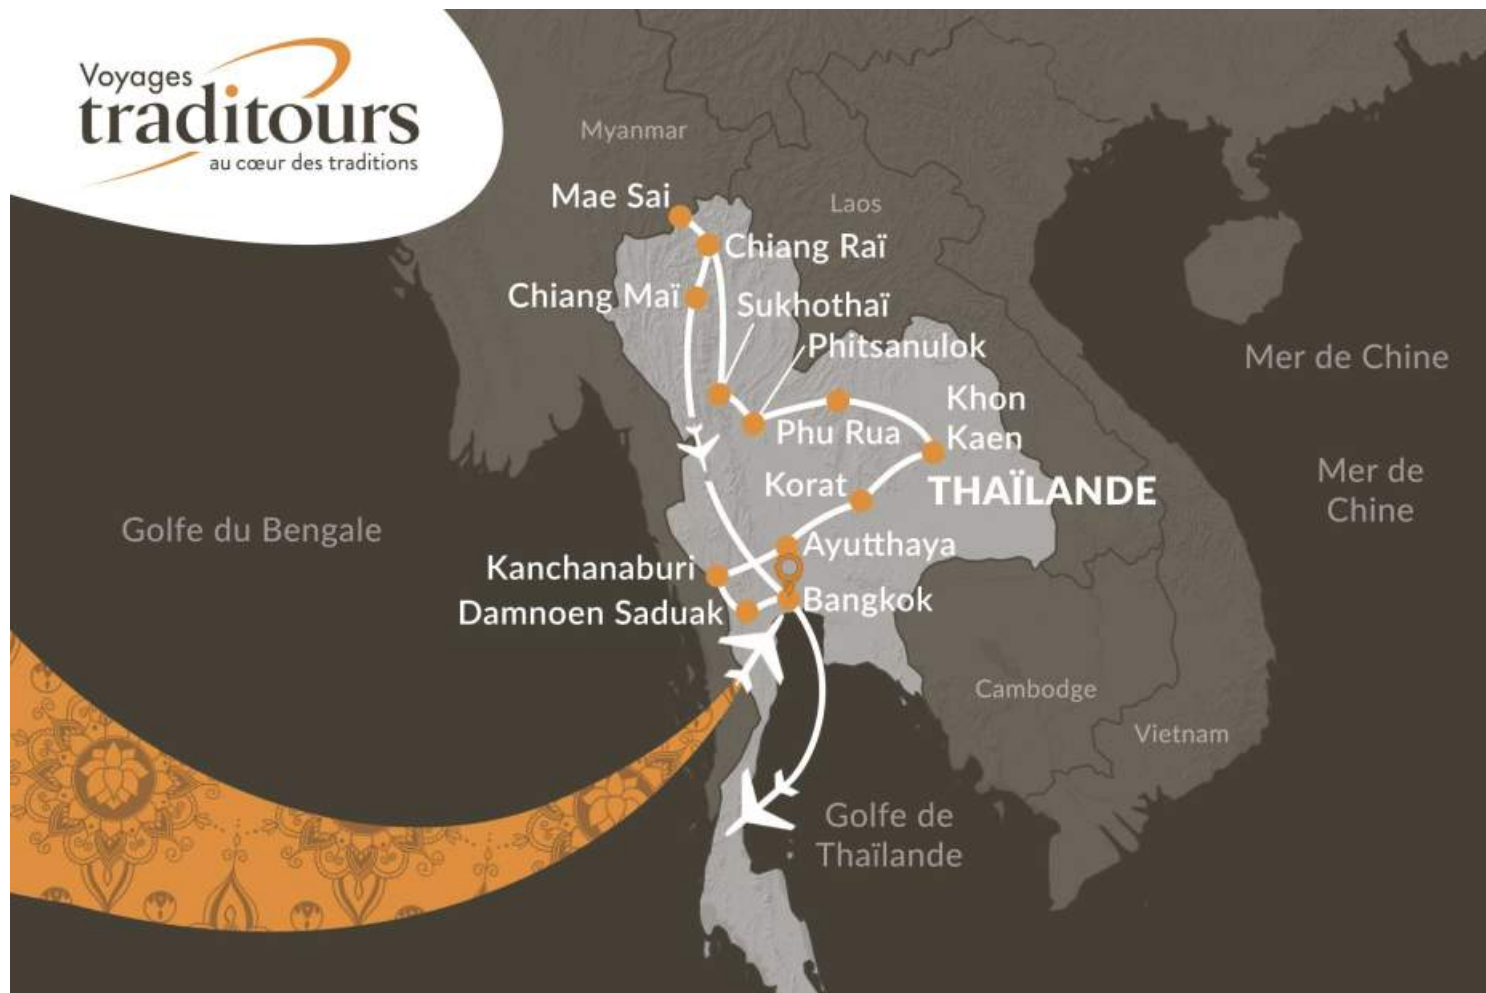 Voyages
traditours
au cœur des traditions
Myanmar
Mae Sai
Laos
Chiang Raï
Chiang Maï
Sukhothaï
Phitsanulok
Mer de Chine
Khon
Kaen
Phu Rua
Korat
THAÏLANDE
Mer de
Chine
Golfe du Bengale
Ayutthaya
Kanchanaburi
Bangkok
Damnoen Saduak
Cambodge
Vietnam
Golfe de
Thaïlande